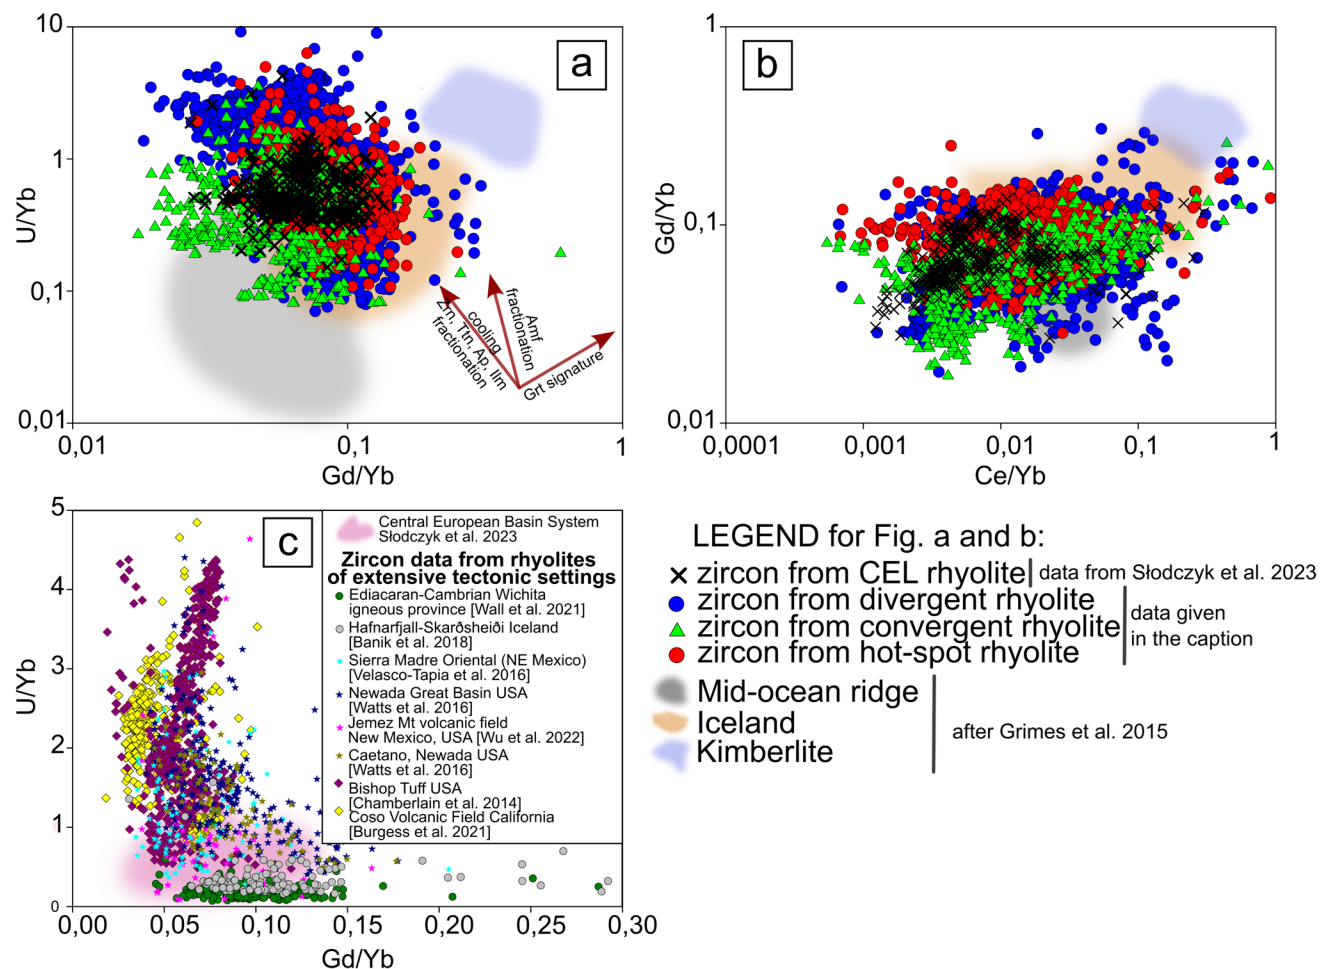 10
1
0,1
0,01
U/Yb
a
cooling
Zrn, Ttn, Ap, Ilm
fractionation
Amf
fractionation
Grt signature
0,01
0,1
1
Gd/Yb
1
0,1
0,01
Gd/Yb
b
0,0001
0,001
0,01
0,1
1
Ce/Yb
5
4
3
2
1
0
U/Yb
c
Central European Basin System
Słodczyk et al. 2023
Zircon data from rhyolites
of extensive tectonic settings
Ediacaran-Cambrian Wichita
igneous province [Wall et al. 2021]
Hafnarfjall-Skarðsheiði Iceland
[Banik et al. 2018]
Sierra Madre Oriental (NE Mexico)
[Velasco-Tapia et al. 2016]
Newada Great Basin USA
[Watts et al. 2016]
Jemez Mt volcanic field
New Mexico, USA [Wu et al. 2022]
Caetano, Newada USA
[Watts et al. 2016]
Bishop Tuff USA
[Chamberlain et al. 2014]
Coso Volcanic Field California
[Burgess et al. 2021]
0,00
0,05
0,10
0,15
0,20
0,25
0,30
Gd/Yb
LEGEND for Fig. a and b:
zircon from CEL rhyolite
data from Słodczyk et al. 2023
zircon from divergent rhyolite
zircon from convergent rhyolite
zircon from hot-spot rhyolite
data given
in the caption
Mid-ocean ridge
Iceland
Kimberlite
after Grimes et al. 2015